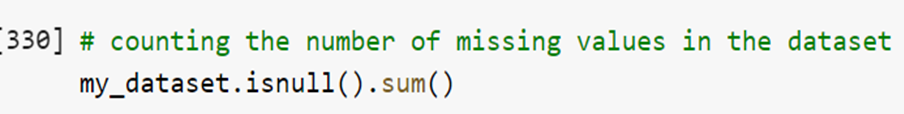 [330] # counting the number of missing values in the dataset
my_dataset.isnull().sum()